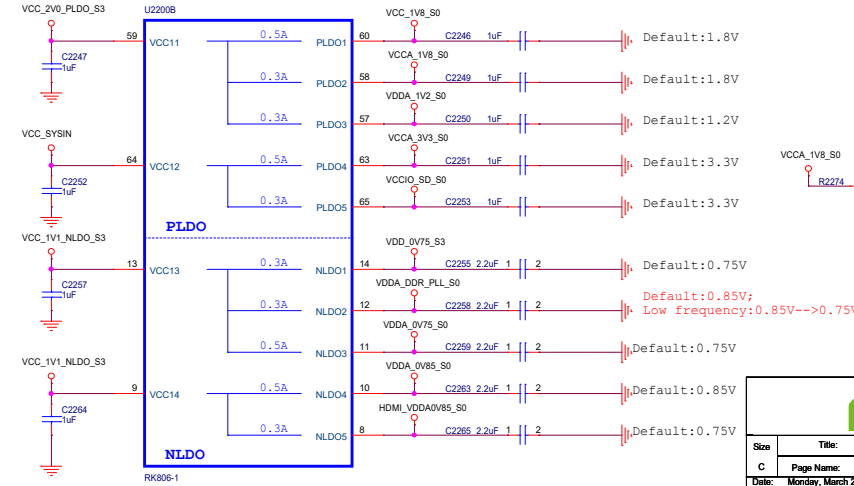 VCC_2V0_PLDO_S3
U2200B
VCC_1V8_S0
59 VCC11 0.5A PLDO1 60 C2246 1uF Default:1.8V
C2247
1uF
VCCA_1V8_S0
0.3A PLDO2 58 C2249 1uF Default:1.8V
VDDA_1V2_S0
0.3A PLDO3 57 C2250 1uF Default:1.2V
VCC_SYSIN
VCCA_3V3_S0
64 VCC12 0.5A PLDO4 63 C2251 1uF Default:3.3V
VCCA_1V8_S0
R2274
C2252
1uF
VCCIO_SD_S0
0.3A PLDO5 65 C2253 1uF Default:3.3V
PLDO
VCC_1V1_NLDO_S3
VDD_0V75_S3
13 VCC13 0.3A NLDO1 14 C2255 2.2uF 1 2 Default:0.75V
C2257
1uF
VDDA_DDR_PLL_S0
0.3A NLDO2 12 C2258 2.2uF 1 2 Default:0.85V;
Low frequency:0.85V-->0.75V
VDDA_0V75_S0
0.5A NLDO3 11 C2259 2.2uF 1 2 Default:0.75V
VCC_1V1_NLDO_S3
VDDA_0V85_S0
9 VCC14 0.5A NLDO4 10 C2263 2.2uF 1 2 Default:0.85V
C2264
1uF
HDMI_VDDA0V85_S0
0.3A NLDO5 8 C2265 2.2uF 1 2 Default:0.75V
NLDO
RK806-1
Size Title:
C Page Name:
Date: Monday, March 2